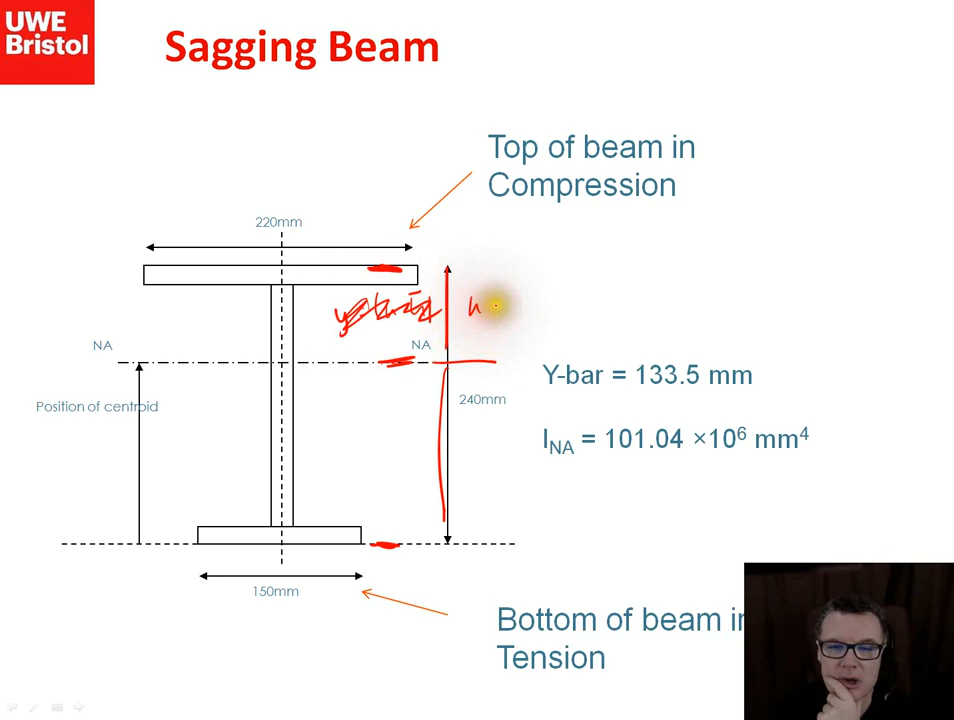 UWE
Bristol
Sagging Beam
Top of beam in
Compression
220mm
NA
NA
Y-bar = 133.5 mm
Position of centroid
240mm
I_NA = 101.04 ×10⁶ mm⁴
150mm
Bottom of beam in
Tension